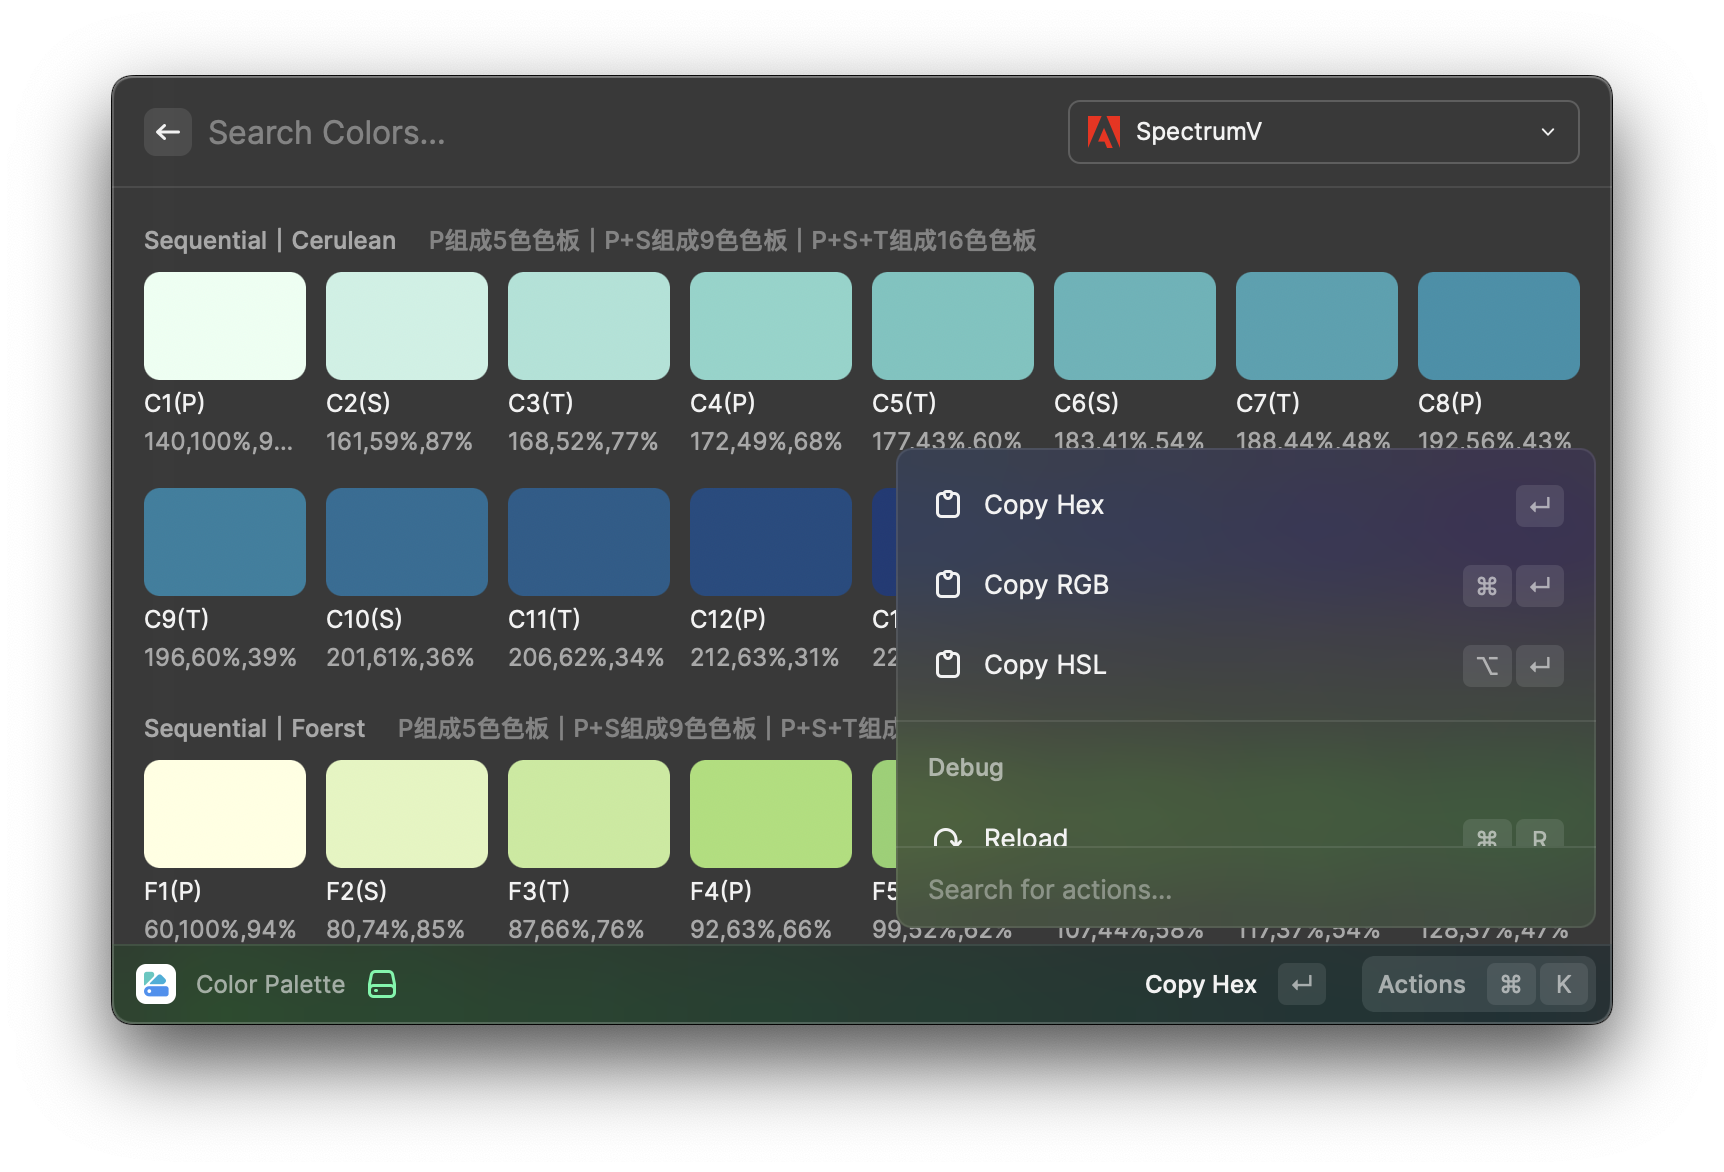 Search Colors...
SpectrumV
Sequential | Cerulean P组成5色色板 | P+S组成9色色板 | P+S+T组成16色色板
C1(P) C2(S) C3(T) C4(P) C5(T) C6(S) C7(T) C8(P)
140,100%,9... 161,59%,87% 168,52%,77% 172,49%,68% 177,43%,60% 183,41%,54% 188,44%,48% 192,56%,43%
C9(T) C10(S) C11(T) C12(P)
196,60%,39% 201,61%,36% 206,62%,34% 212,63%,31%
Sequential | Foerst P组成5色色板 | P+S组成9色色板 | P+S+T组成
F1(P) F2(S) F3(T) F4(P) F5
60,100%,94% 80,74%,85% 87,66%,76% 92,63%,66% 99,52%,62% 107,44%,58% 117,37%,54% 128,37%,47%
Copy Hex
Copy RGB ⌘
Copy HSL ⌥
Debug
Reload ⌘ R
Search for actions...
Color Palette
Copy Hex
Actions ⌘ K